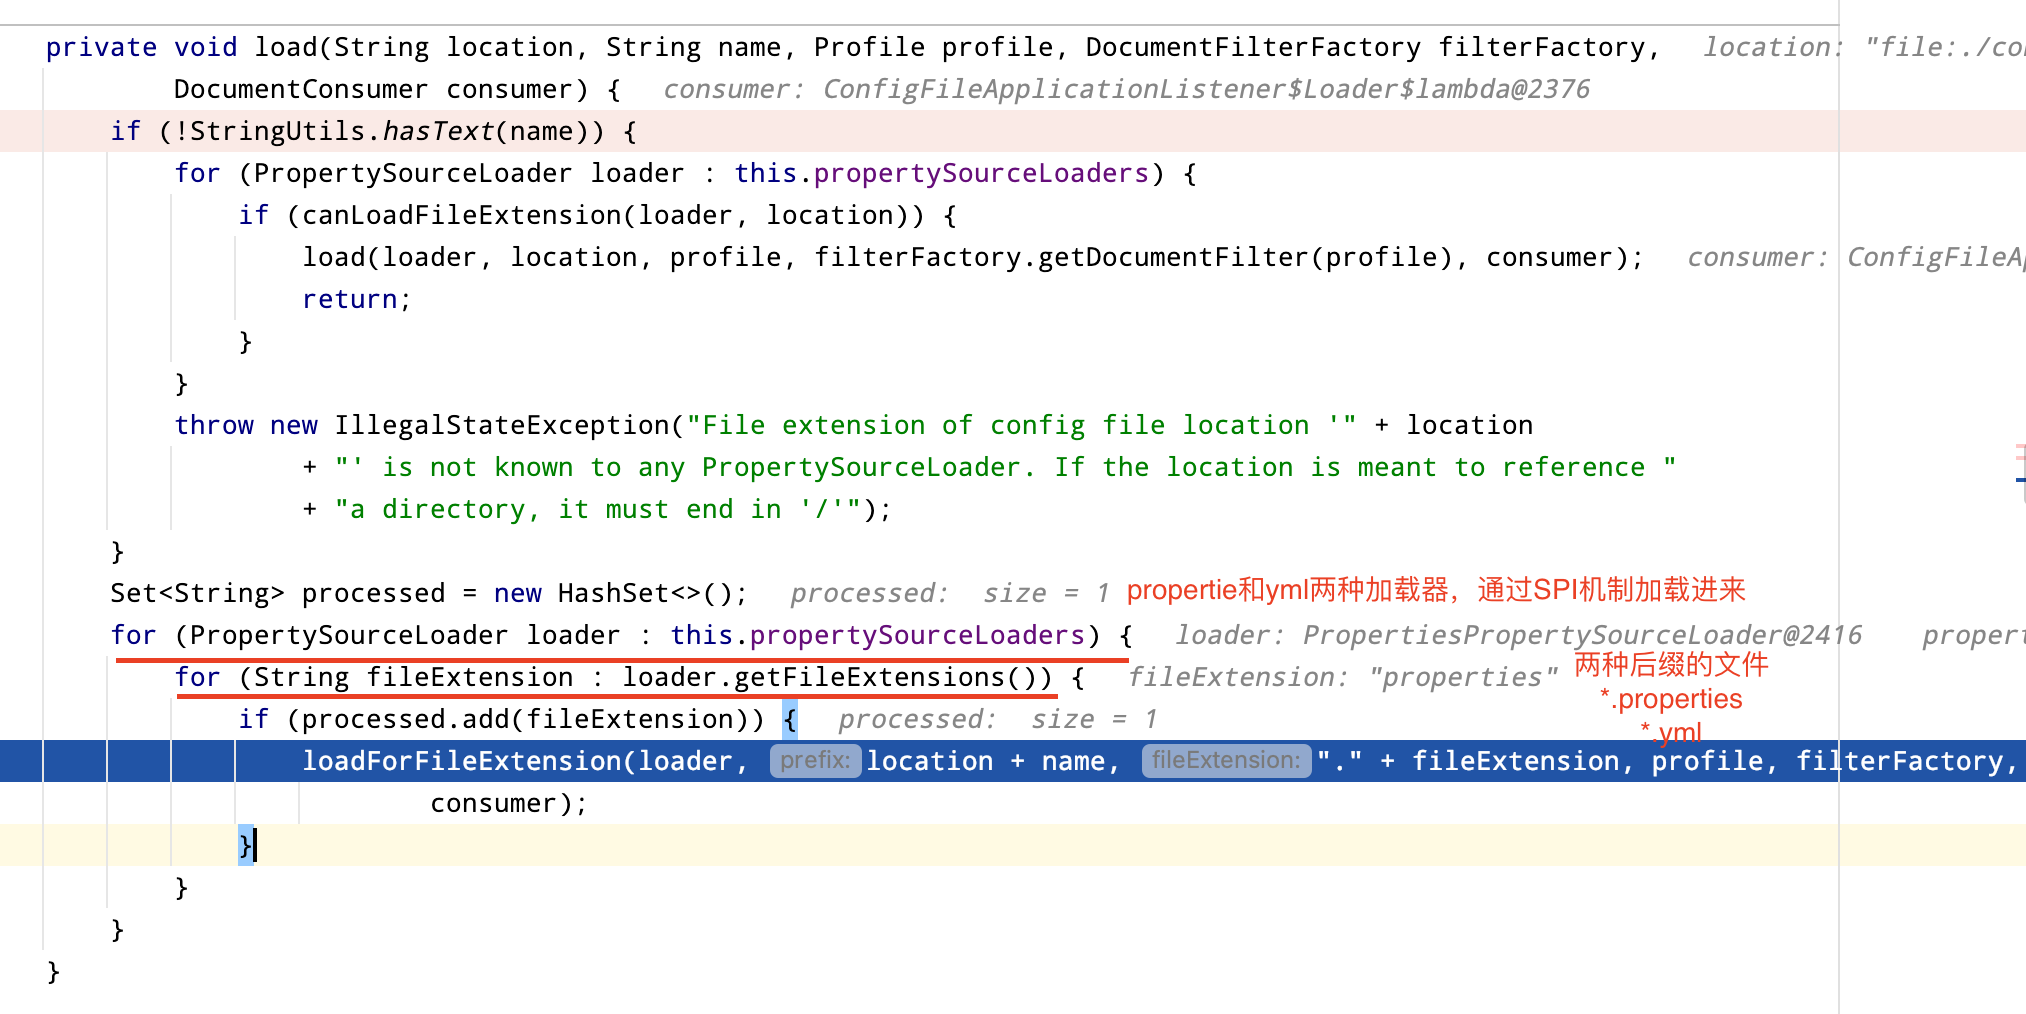 private void load(String location, String name, Profile profile, DocumentFilterFactory filterFactory,   location: "file:./co
        DocumentConsumer consumer) {   consumer: ConfigFileApplicationListener$Loader$lambda@2376
    if (!StringUtils.hasText(name)) {
        for (PropertySourceLoader loader : this.propertySourceLoaders) {
            if (canLoadFileExtension(loader, location)) {
                load(loader, location, profile, filterFactory.getDocumentFilter(profile), consumer);   consumer: ConfigFileAp
                return;
            }
        }
        throw new IllegalStateException("File extension of config file location '" + location
                + "' is not known to any PropertySourceLoader. If the location is meant to reference "
                + "a directory, it must end in '/'");
    }
    Set<String> processed = new HashSet<>();   processed:  size = 1 propertie和yml两种加载器，通过SPI机制加载进来
    for (PropertySourceLoader loader : this.propertySourceLoaders) {   loader: PropertiesPropertySourceLoader@2416   propert
        for (String fileExtension : loader.getFileExtensions()) {   fileExtension: "properties" 两种后缀的文件
*.properties
            if (processed.add(fileExtension)) {   processed:  size = 1
*.yml
                loadForFileExtension(loader,  prefix: location + name,  fileExtension: "." + fileExtension, profile, filterFactory,
                        consumer);
            }
        }
    }
}